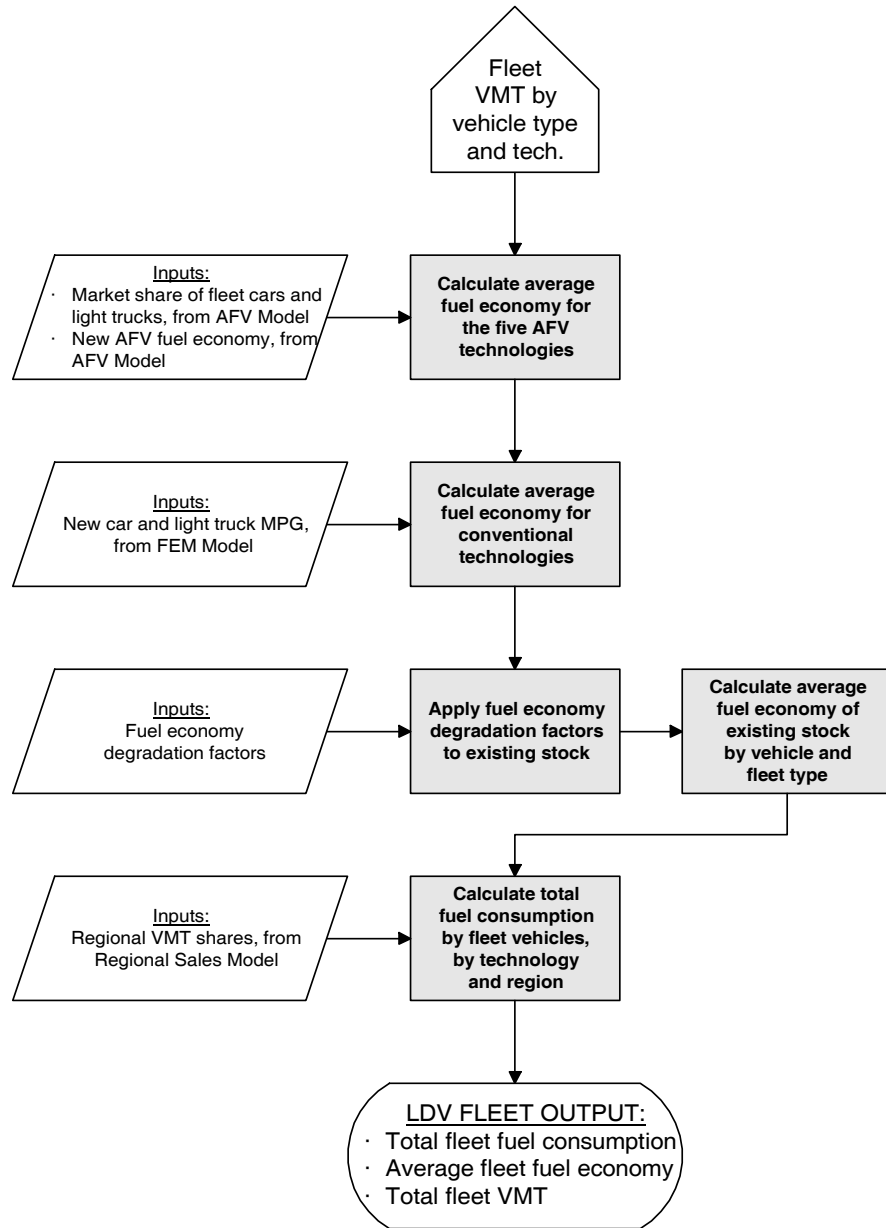 Fleet
VMT by
vehicle type
and tech.
Inputs:
· Market share of fleet cars and
light trucks, from AFV Model
· New AFV fuel economy, from
AFV Model
Calculate average
fuel economy for
the five AFV
technologies
Inputs:
New car and light truck MPG,
from FEM Model
Calculate average
fuel economy for
conventional
technologies
Inputs:
Fuel economy
degradation factors
Apply fuel economy
degradation factors
to existing stock
Calculate average
fuel economy of
existing stock
by vehicle and
fleet type
Inputs:
Regional VMT shares, from
Regional Sales Model
Calculate total
fuel consumption
by fleet vehicles,
by technology
and region
LDV FLEET OUTPUT:
· Total fleet fuel consumption
· Average fleet fuel economy
· Total fleet VMT